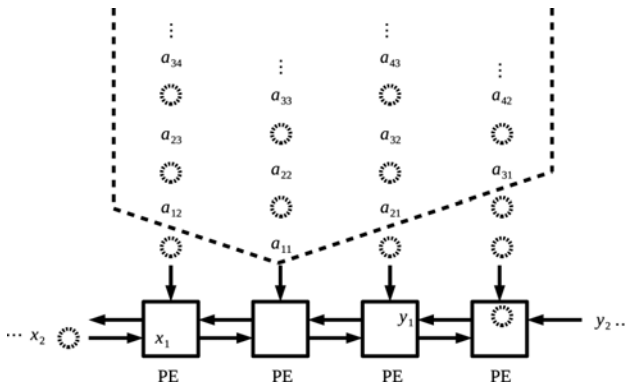 ⋮ ⋮
a₃₄ ⋮ a₄₃ ⋮
a₃₃ a₄₂
a₂₃ a₃₂
a₂₂ a₃₁
a₁₂ a₂₁
a₁₁
... x₂ x₁ y₁ y₂ ..
PE PE PE PE